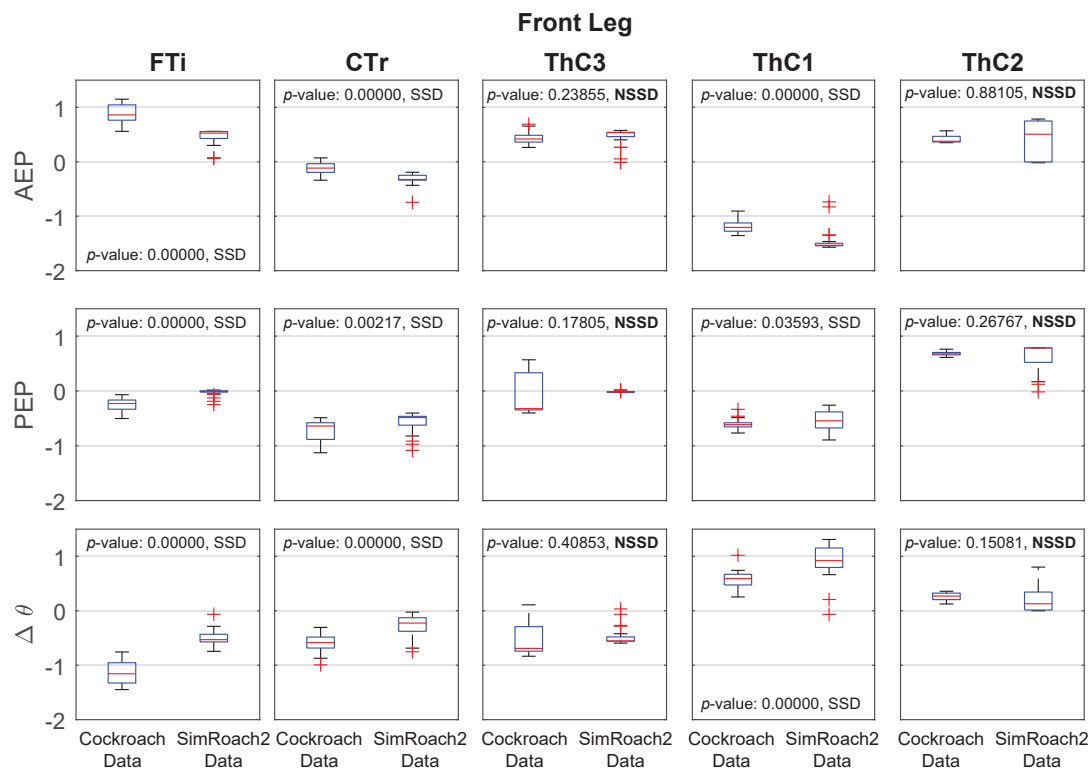 Front Leg
FTi CTr ThC3 ThC1 ThC2
AEP
1
0
-1
-2
p-value: 0.00000, SSD
p-value: 0.00000, SSD
p-value: 0.23855, NSSD
p-value: 0.00000, SSD
p-value: 0.88105, NSSD
PEP
1
0
-1
-2
p-value: 0.00000, SSD
p-value: 0.00217, SSD
p-value: 0.17805, NSSD
p-value: 0.03593, SSD
p-value: 0.26767, NSSD
Δ θ
1
0
-1
-2
p-value: 0.00000, SSD
p-value: 0.00000, SSD
p-value: 0.40853, NSSD
p-value: 0.00000, SSD
p-value: 0.15081, NSSD
Cockroach SimRoach2 Cockroach SimRoach2 Cockroach SimRoach2 Cockroach SimRoach2 Cockroach SimRoach2
Data Data Data Data Data Data Data Data Data Data